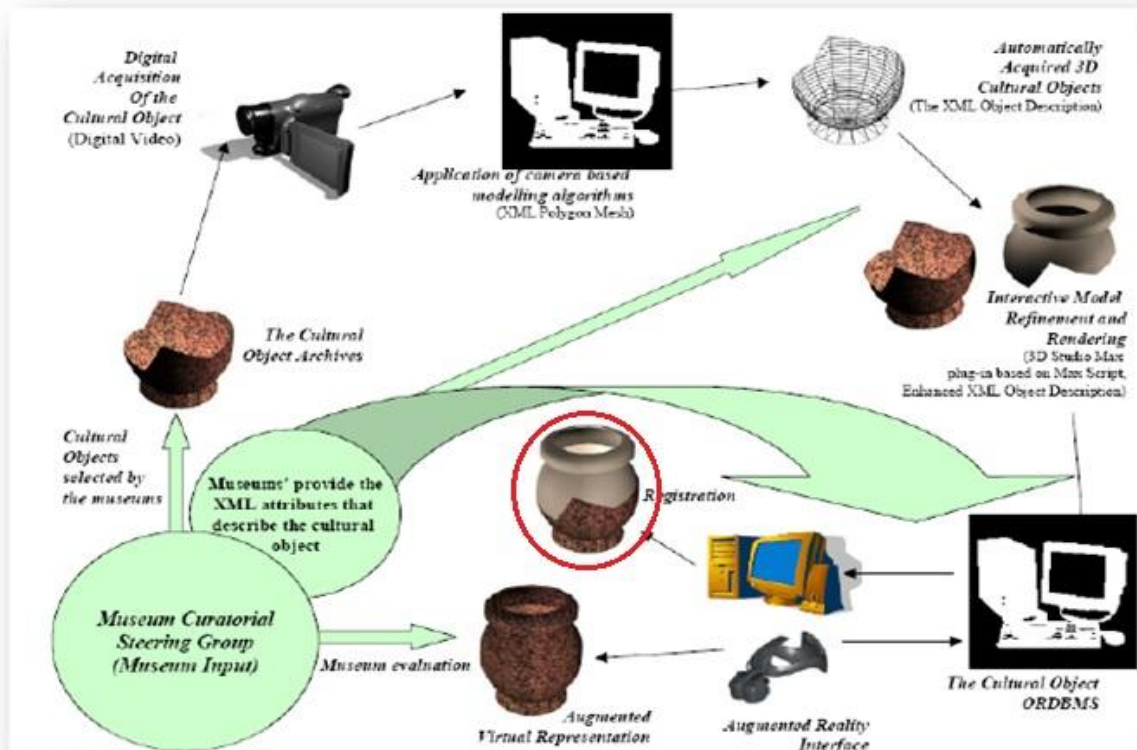 Digital
Acquisition
Of the
Cultural Object
(Digital Video)
Application of camera based
modelling algorithms
(XML Polygon Mesh)
Automatically
Acquired 3D
Cultural Objects
(The XML Object Description)
Interactive Model
Refinement and
Rendering
(3D Studio Max
plug-in based on Max Script,
Enhanced XML Object Description)
The Cultural
Object Archives
Cultural
Objects
selected by
the museums
Museums' provide the
XML attributes that
describe the cultural
object
Registration
Museum Curatorial
Steering Group
(Museum Input)
Museum evaluation
Augmented
Virtual Representation
Augmented Reality
Interface
The Cultural Object
ORDBMS